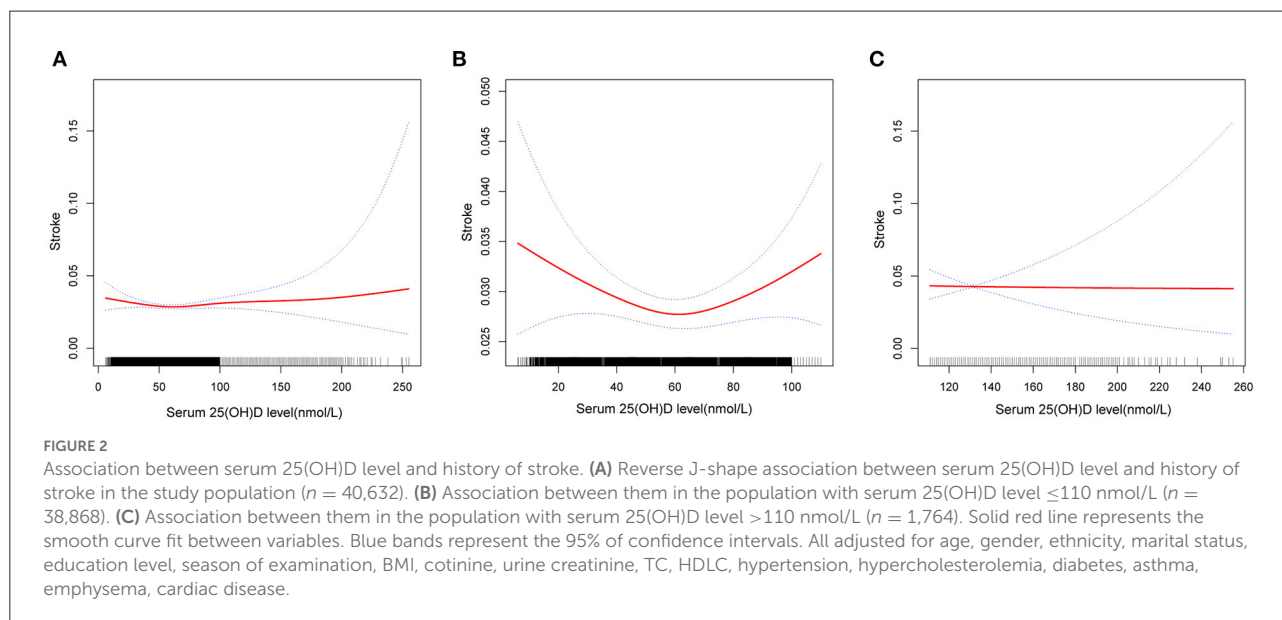 A
B
C
0.15
0.10
0.05
0.00
Stroke
0 50 100 150 200 250
Serum 25(OH)D level(nmol/L)
0.050
0.045
0.040
0.035
0.030
0.025
Stroke
20 40 60 80 100
Serum 25(OH)D level(nmol/L)
0.15
0.10
0.05
0.00
Stroke
120 140 160 180 200 220 240 260
Serum 25(OH)D level(nmol/L)
FIGURE 2
Association between serum 25(OH)D level and history of stroke. (A) Reverse J-shape association between serum 25(OH)D level and history of
stroke in the study population (n = 40,632). (B) Association between them in the population with serum 25(OH)D level ≤110 nmol/L (n =
38,868). (C) Association between them in the population with serum 25(OH)D level >110 nmol/L (n = 1,764). Solid red line represents the
smooth curve fit between variables. Blue bands represent the 95% of confidence intervals. All adjusted for age, gender, ethnicity, marital status,
education level, season of examination, BMI, cotinine, urine creatinine, TC, HDLC, hypertension, hypercholesterolemia, diabetes, asthma,
emphysema, cardiac disease.